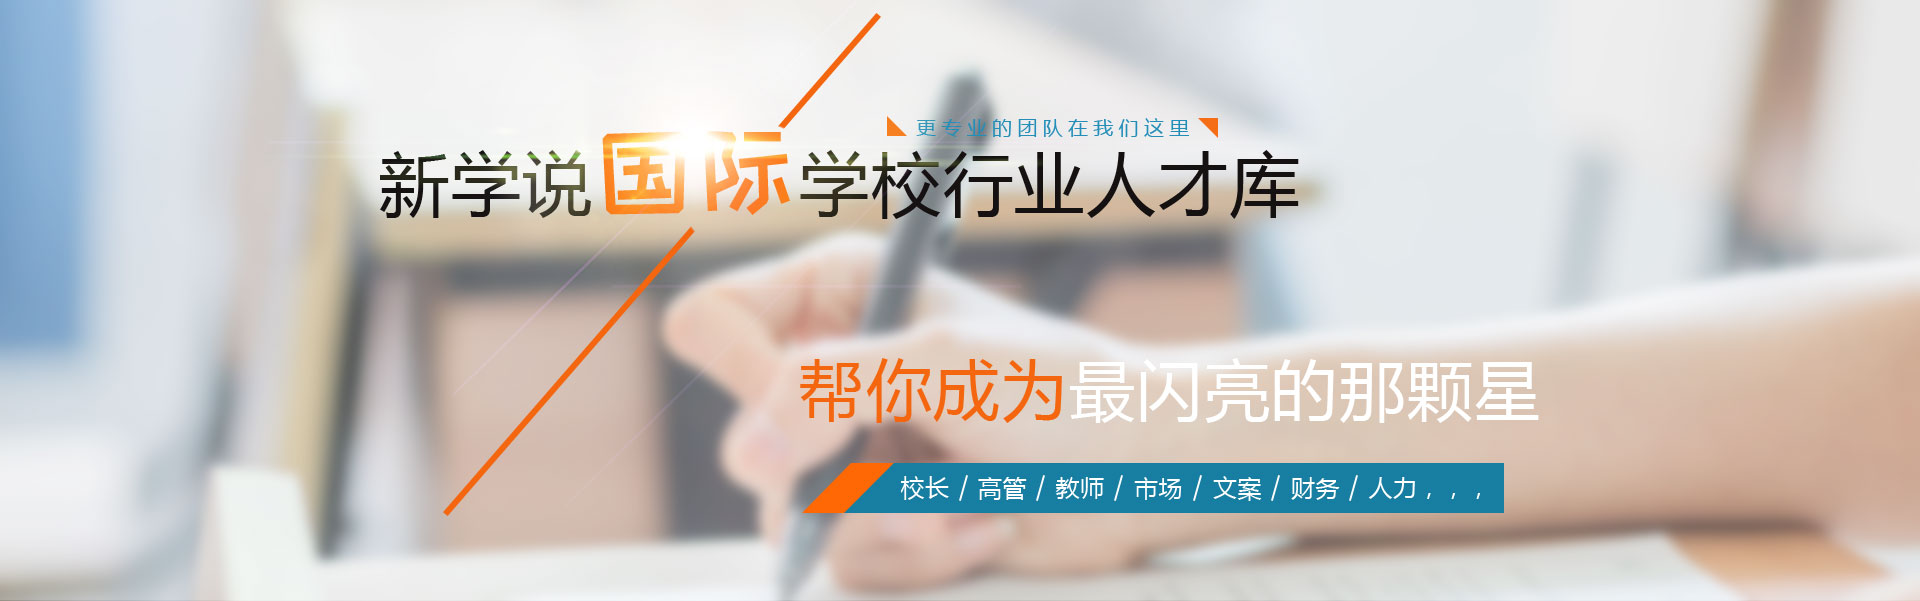 更专业的团队在我们这里
新学说国际学校行业人才库
帮你成为最闪亮的那颗星
校长 / 高管 / 教师 / 市场 / 文案 / 财务 / 人力，，，